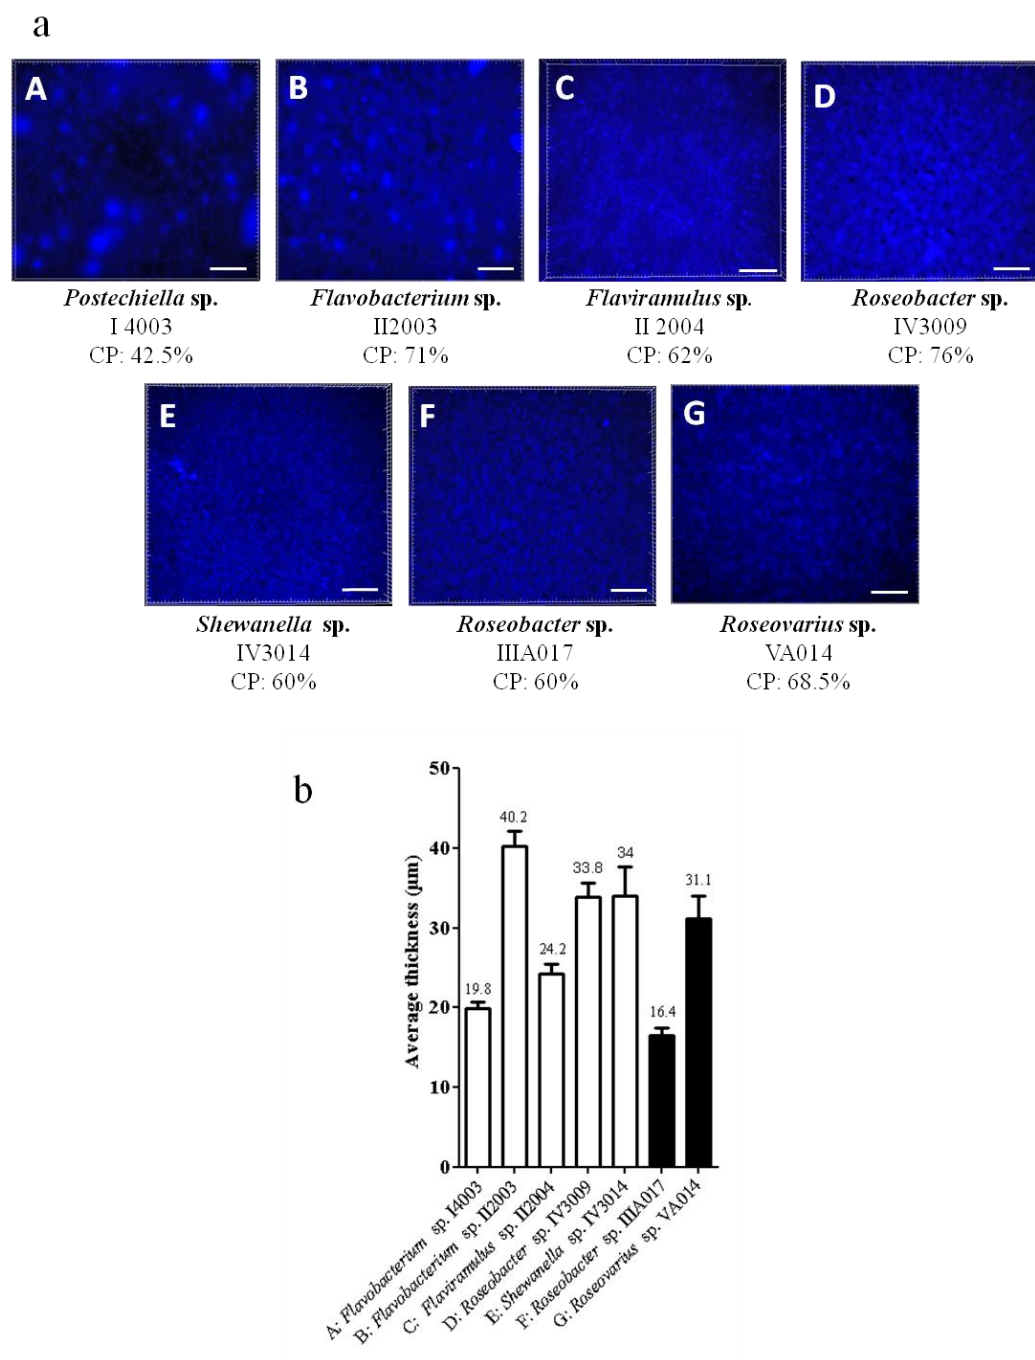 a
A B C D
Postechiella sp. Flavobacterium sp. Flaviramulus sp. Roseobacter sp.
I 4003 II2003 II 2004 IV3009
CP: 42.5% CP: 71% CP: 62% CP: 76%
E F G
Shewanella sp. Roseobacter sp. Roseovarius sp.
IV3014 IIIA017 VA014
CP: 60% CP: 60% CP: 68.5%
b
Average thickness (µm)
50
40
30
20
10
0
19.8
40.2
24.2
33.8
34
16.4
31.1
A: Flavobacterium sp. I4003
B: Flavobacterium sp. II2003
C: Flaviramulus sp. II2004
D: Roseobacter sp. IV3009
E: Shewanella sp. IV3014
F: Roseobacter sp. IIIA017
G: Roseovarius sp. VA014